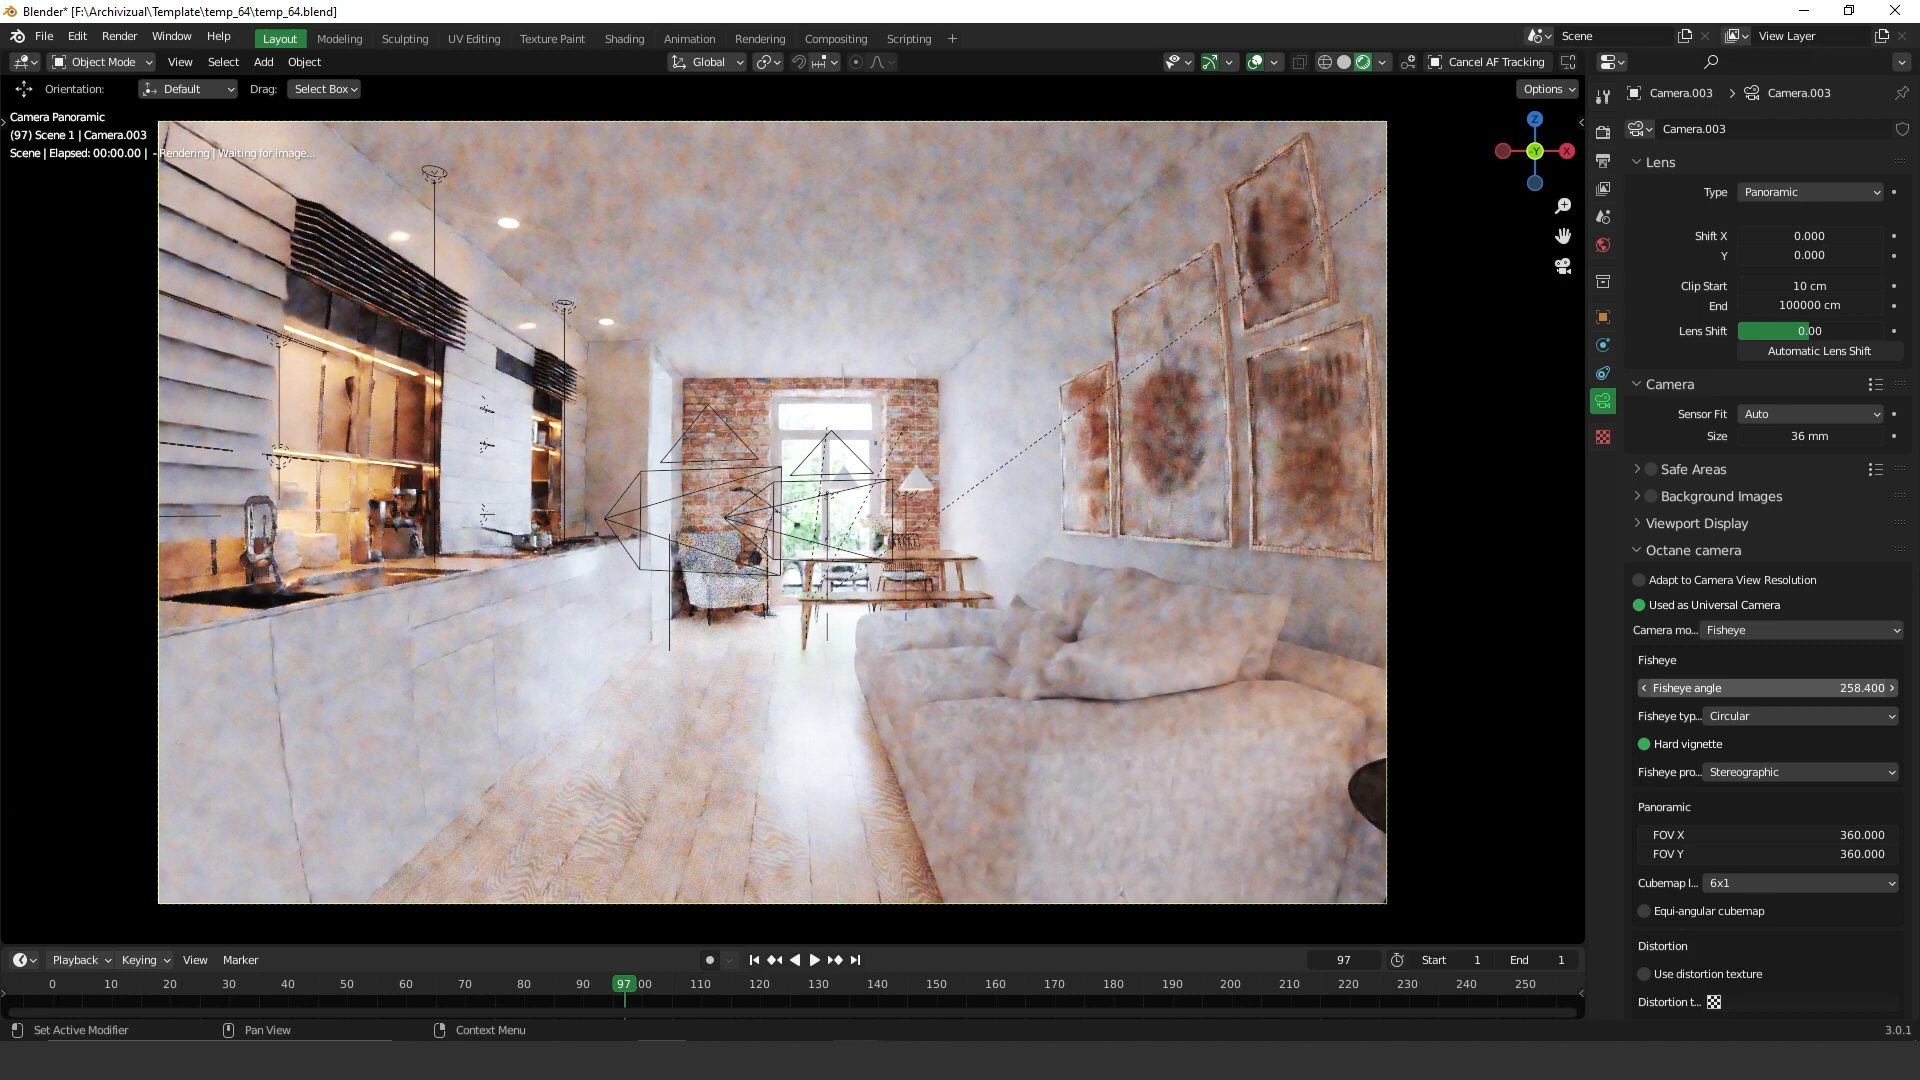 Blender* [F:\Archivizual\Template\temp_64\temp_64.blend]
File Edit Render Window Help Layout Modeling Sculpting UV Editing Texture Paint Shading Animation Rendering Compositing Scripting + Scene View Layer
Object Mode View Select Add Object Global Cancel AF Tracking
Orientation: Default Drag: Select Box Options
Camera Panoramic
(97) Scene 1 | Camera.003
Scene | Elapsed: 00:00.00 | - Rendering | Waiting for image...
Z
Y
X
Camera.003 Camera.003
Camera.003
Lens
Type Panoramic
Shift X 0.000
Y 0.000
Clip Start 10 cm
End 100000 cm
Lens Shift 0.00
Automatic Lens Shift
Camera
Sensor Fit Auto
Size 36 mm
Safe Areas
Background Images
Viewport Display
Octane camera
Adapt to Camera View Resolution
Used as Universal Camera
Camera mo... Fisheye
Fisheye
Fisheye angle 258.400
Fisheye typ... Circular
Hard vignette
Fisheye pro... Stereographic
Panoramic
FOV X 360.000
FOV Y 360.000
Cubemap l... 6x1
Equi-angular cubemap
Distortion
Use distortion texture
Distortion t...
Playback Keying View Marker 97 Start 1 End 1
0 10 20 30 40 50 60 70 80 90 97 00 110 120 130 140 150 160 170 180 190 200 210 220 230 240 250
Set Active Modifier Pan View Context Menu 3.0.1